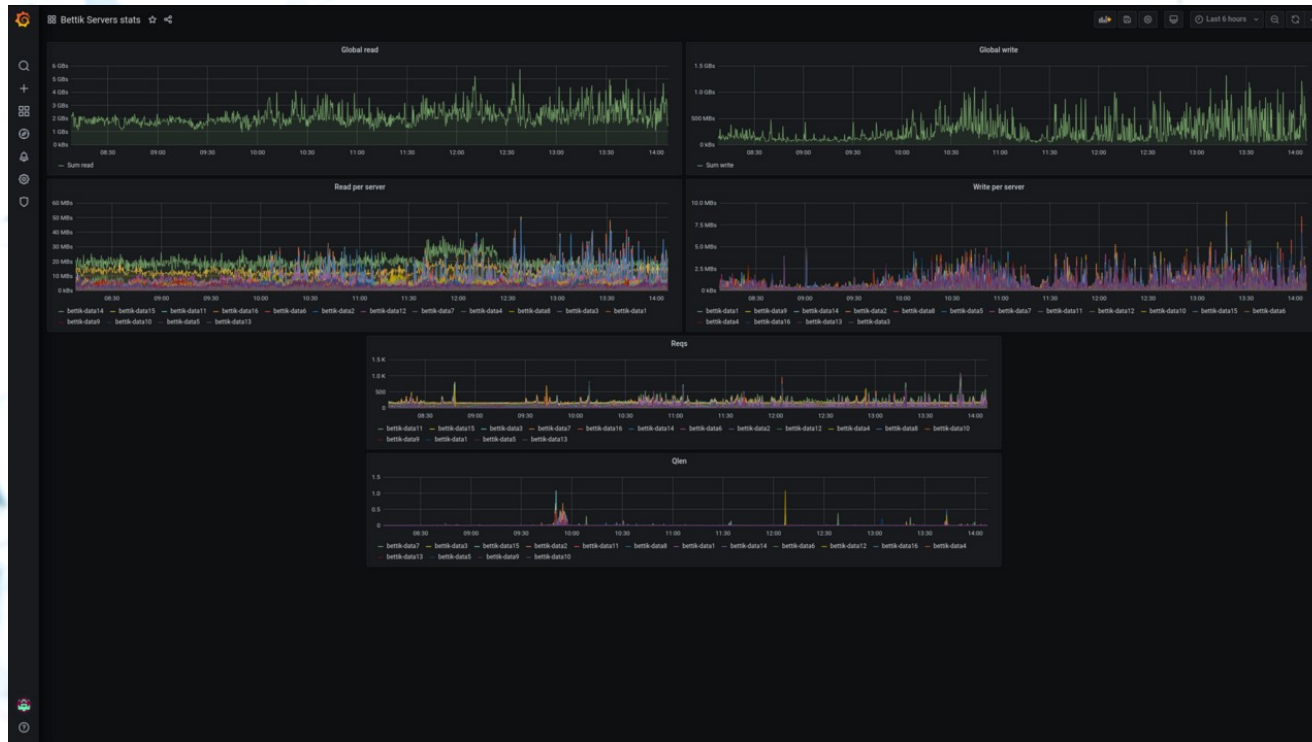 Bettik Servers stats
Last 6 hours
Global read
6 GBs
5 GBs
4 GBs
3 GBs
2 GBs
1 GBs
0 kBs
08:30 09:00 09:30 10:00 10:30 11:00 11:30 12:00 12:30 13:00 13:30 14:00
Sum read
Global write
1.5 GBs
1.0 GBs
500 MBs
0 kBs
08:30 09:00 09:30 10:00 10:30 11:00 11:30 12:00 12:30 13:00 13:30 14:00
Sum write
Read per server
60 MBs
50 MBs
40 MBs
30 MBs
20 MBs
10 MBs
0 kBs
08:30 09:00 09:30 10:00 10:30 11:00 11:30 12:00 12:30 13:00 13:30 14:00
bettik-data14 bettik-data15 bettik-data11 bettik-data16 bettik-data6 bettik-data2 bettik-data12 bettik-data7 bettik-data4 bettik-data8 bettik-data3 bettik-data1
bettik-data9 bettik-data10 bettik-data5 bettik-data13
Write per server
10.0 MBs
7.5 MBs
5.0 MBs
2.5 MBs
0 kBs
08:30 09:00 09:30 10:00 10:30 11:00 11:30 12:00 12:30 13:00 13:30 14:00
bettik-data1 bettik-data9 bettik-data14 bettik-data2 bettik-data8 bettik-data5 bettik-data7 bettik-data11 bettik-data12 bettik-data10 bettik-data15 bettik-data6
bettik-data4 bettik-data16 bettik-data13 bettik-data3
Reqs
1.5 K
1.0 K
500
0
08:30 09:00 09:30 10:00 10:30 11:00 11:30 12:00 12:30 13:00 13:30 14:00
bettik-data11 bettik-data15 bettik-data3 bettik-data7 bettik-data16 bettik-data14 bettik-data6 bettik-data2 bettik-data12 bettik-data4 bettik-data8 bettik-data10
bettik-data9 bettik-data1 bettik-data5 bettik-data13
Qlen
1.5
1.0
0.5
0
08:30 09:00 09:30 10:00 10:30 11:00 11:30 12:00 12:30 13:00 13:30 14:00
bettik-data7 bettik-data3 bettik-data15 bettik-data2 bettik-data11 bettik-data8 bettik-data1 bettik-data14 bettik-data6 bettik-data12 bettik-data16 bettik-data4
bettik-data13 bettik-data5 bettik-data9 bettik-data10